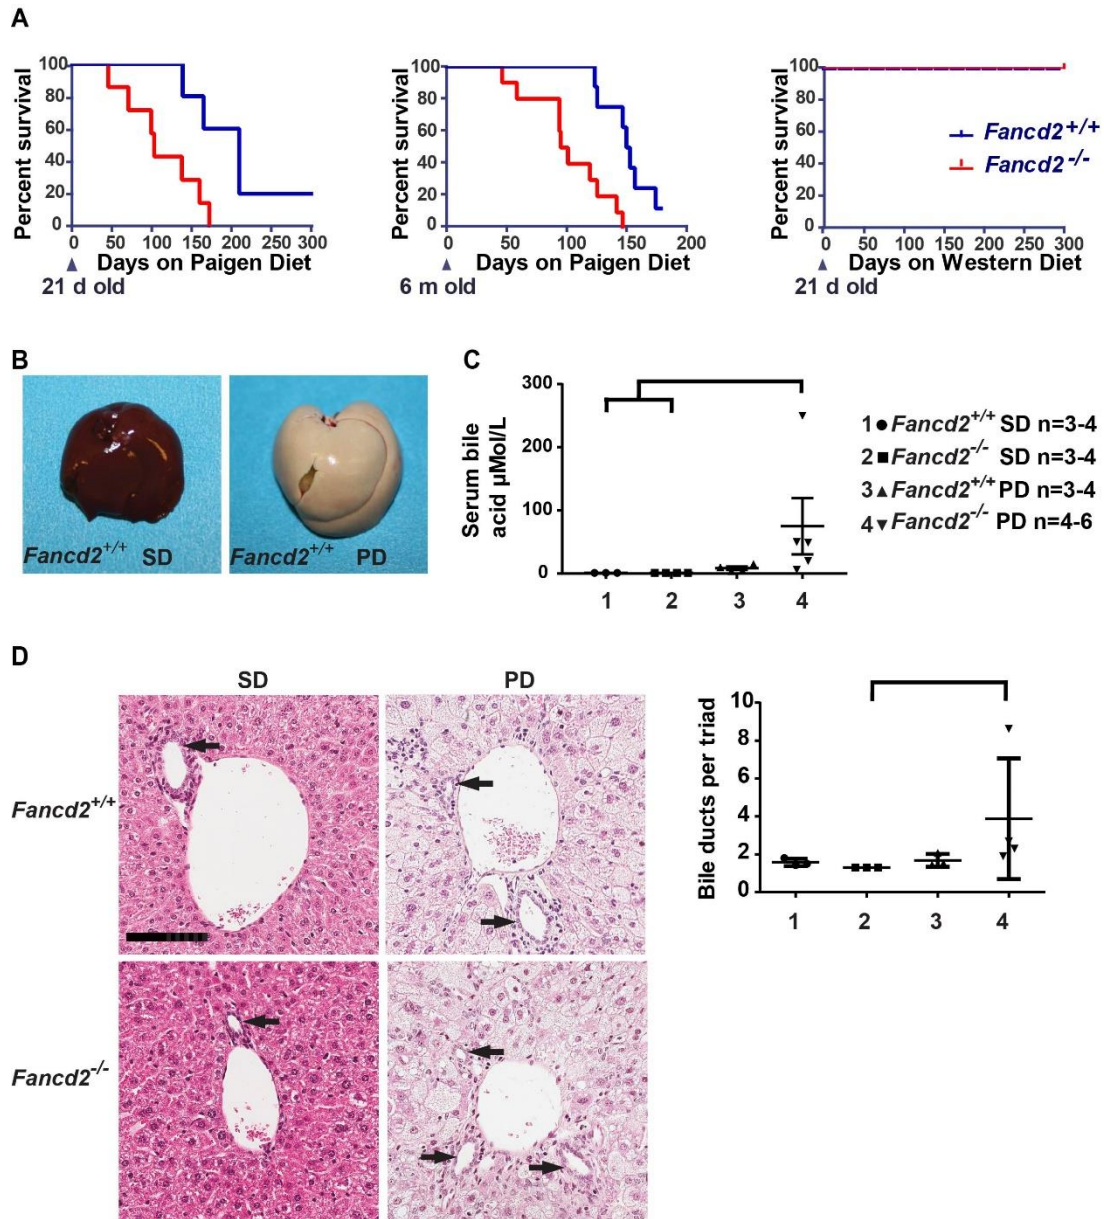 A
Percent survival
100
80
60
40
20
0
0 50 100 150 200 250 300
Days on Paigen Diet
21 d old
Percent survival
100
80
60
40
20
0
0 50 100 150 200
Days on Paigen Diet
6 m old
Percent survival
100
80
60
40
20
0
0 50 100 150 200 250 300
Days on Western Diet
21 d old
Fancd2+/+
Fancd2-/-
B
Fancd2+/+ SD
Fancd2+/+ PD
C
Serum bile
acid µMol/L
300
200
100
0
1 2 3 4
1 ● Fancd2+/+ SD n=3-4
2 ■ Fancd2-/- SD n=3-4
3 ▲ Fancd2+/+ PD n=3-4
4 ▼ Fancd2-/- PD n=4-6
D
SD PD
Fancd2+/+
Fancd2-/-
Bile ducts per triad
10
8
6
4
2
0
1 2 3 4